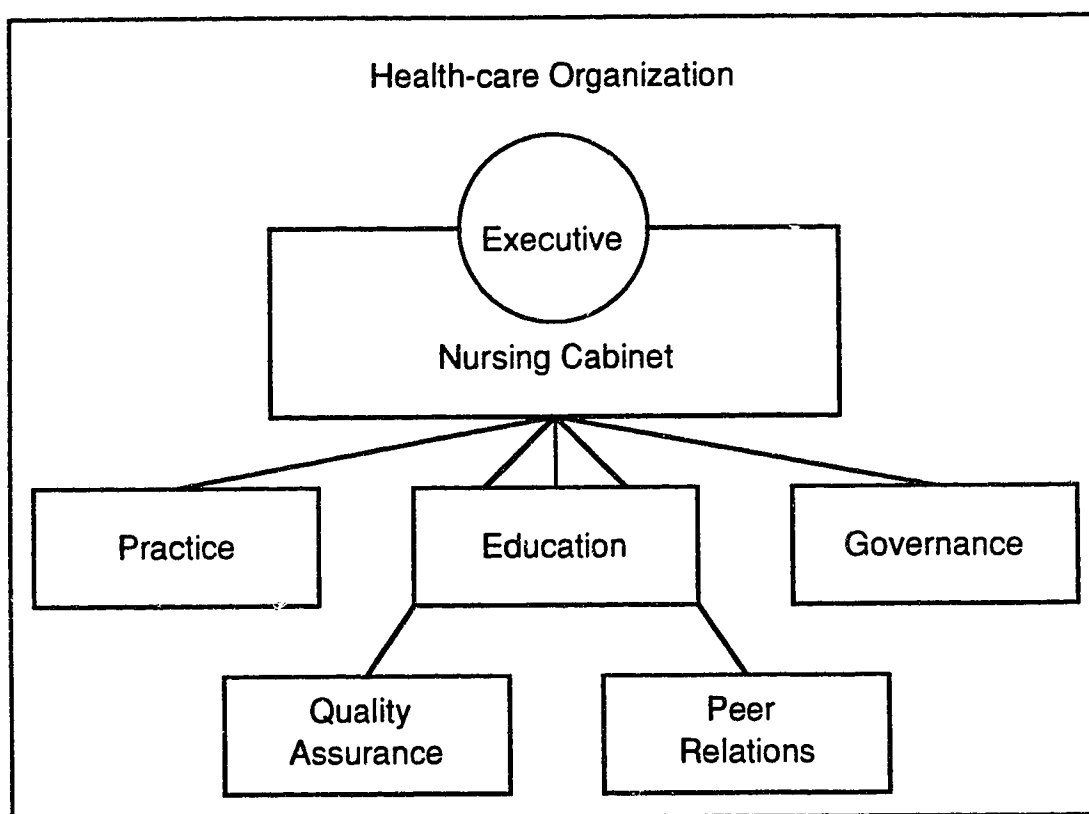 Health-care Organization
Executive
Nursing Cabinet
Practice
Education
Governance
Quality
Assurance
Peer
Relations